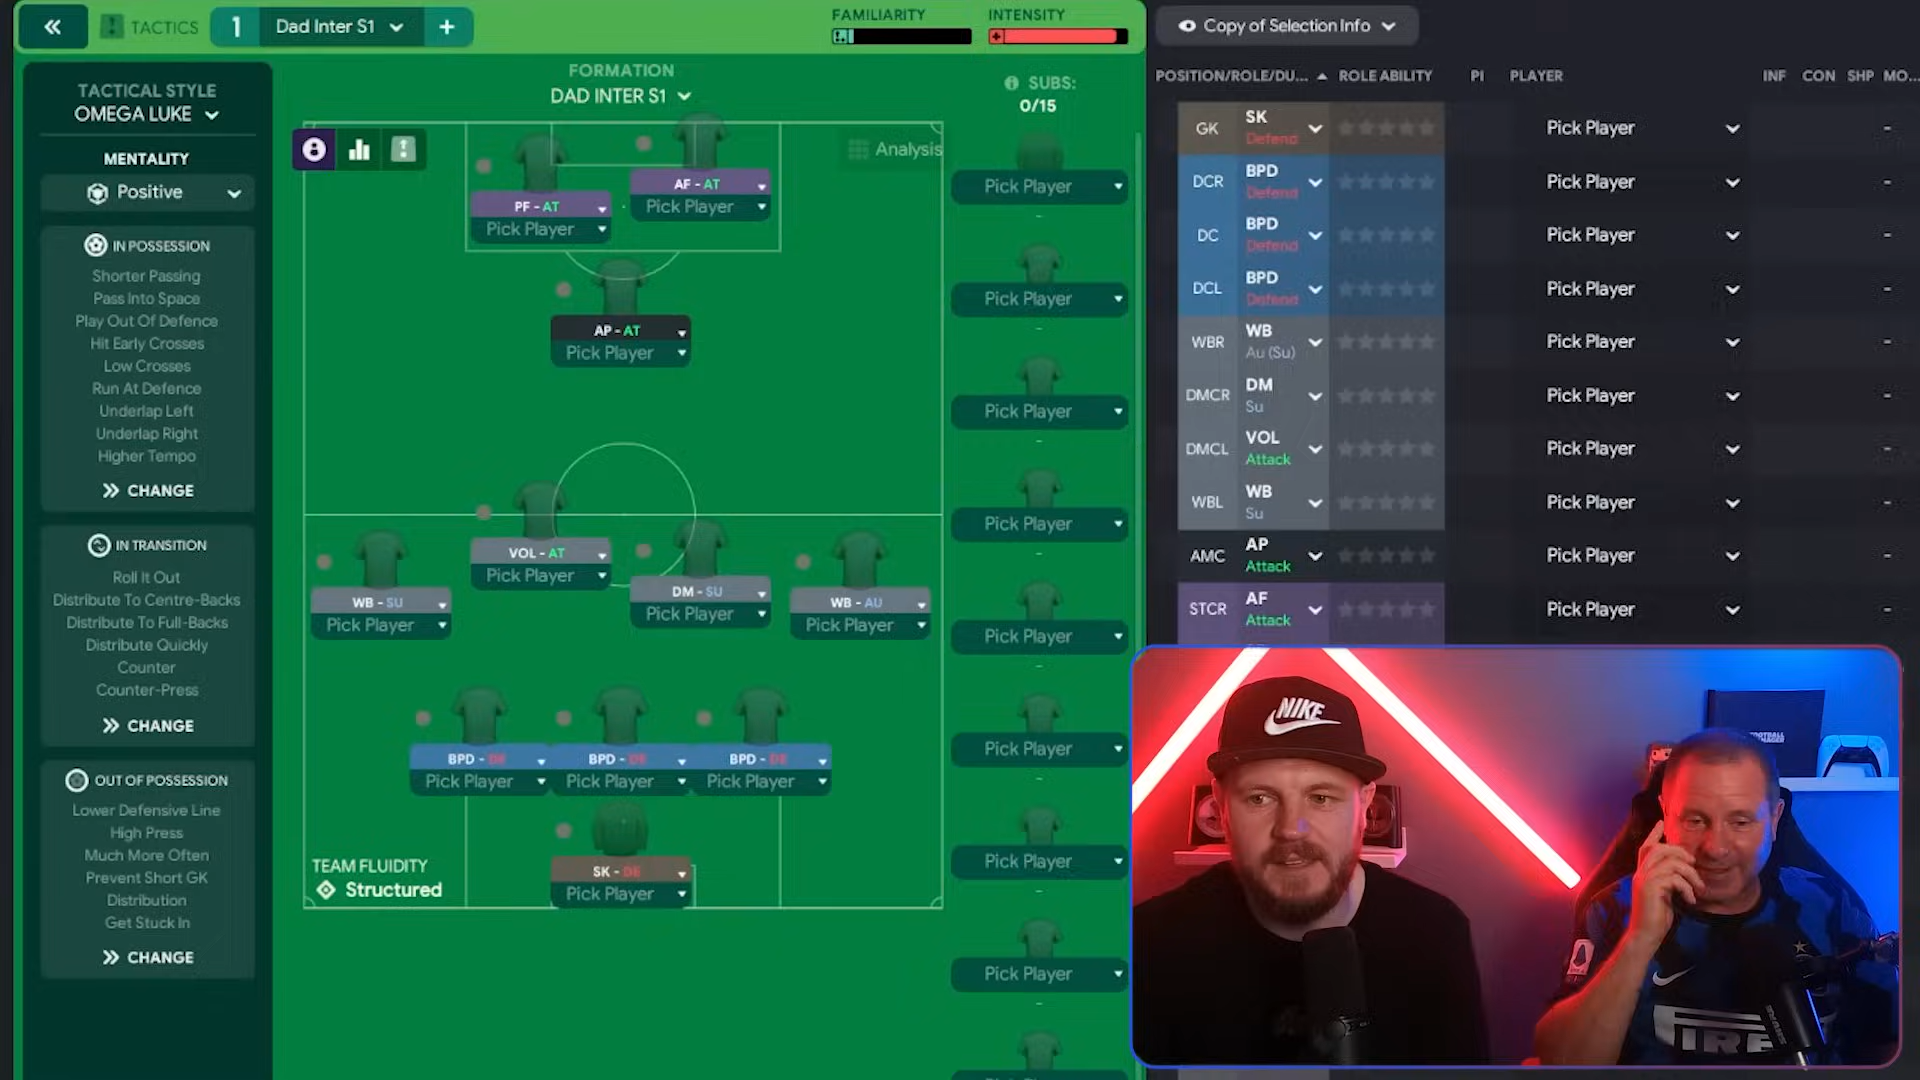 TACTICS
1
Dad Inter S1
+
FAMILIARITY
INTENSITY
Copy of Selection Info
TACTICAL STYLE
OMEGA LUKE
MENTALITY
Positive
IN POSSESSION
Shorter Passing
Pass Into Space
Play Out Of Defence
Hit Early Crosses
Low Crosses
Run At Defence
Underlap Left
Underlap Right
Higher Tempo
CHANGE
IN TRANSITION
Roll It Out
Distribute To Centre-Backs
Distribute To Full-Backs
Distribute Quickly
Counter
Counter-Press
CHANGE
OUT OF POSSESSION
Lower Defensive Line
High Press
Much More Often
Prevent Short GK
Distribution
Get Stuck In
CHANGE
FORMATION
DAD INTER S1
Analysis
AF - AT
Pick Player
PF - AT
Pick Player
AP - AT
Pick Player
VOL - AT
Pick Player
DM - SU
Pick Player
WB - SU
Pick Player
WB - AU
Pick Player
BPD - DE
Pick Player
BPD - DE
Pick Player
BPD - DE
Pick Player
SK - DE
Pick Player
TEAM FLUIDITY
Structured
SUBS:
0/15
Pick Player
-
Pick Player
-
Pick Player
-
Pick Player
-
Pick Player
-
Pick Player
-
Pick Player
-
Pick Player
-
POSITION/ROLE/DU... ROLE ABILITY PI PLAYER INF CON SHP MO...
GK SK Defend Pick Player -
DCR BPD Defend Pick Player -
DC BPD Defend Pick Player -
DCL BPD Defend Pick Player -
WBR WB Au (Su) Pick Player -
DMCR DM Su Pick Player -
DMCL VOL Attack Pick Player -
WBL WB Su Pick Player -
AMC AP Attack Pick Player -
STCR AF Attack Pick Player -
NIKE